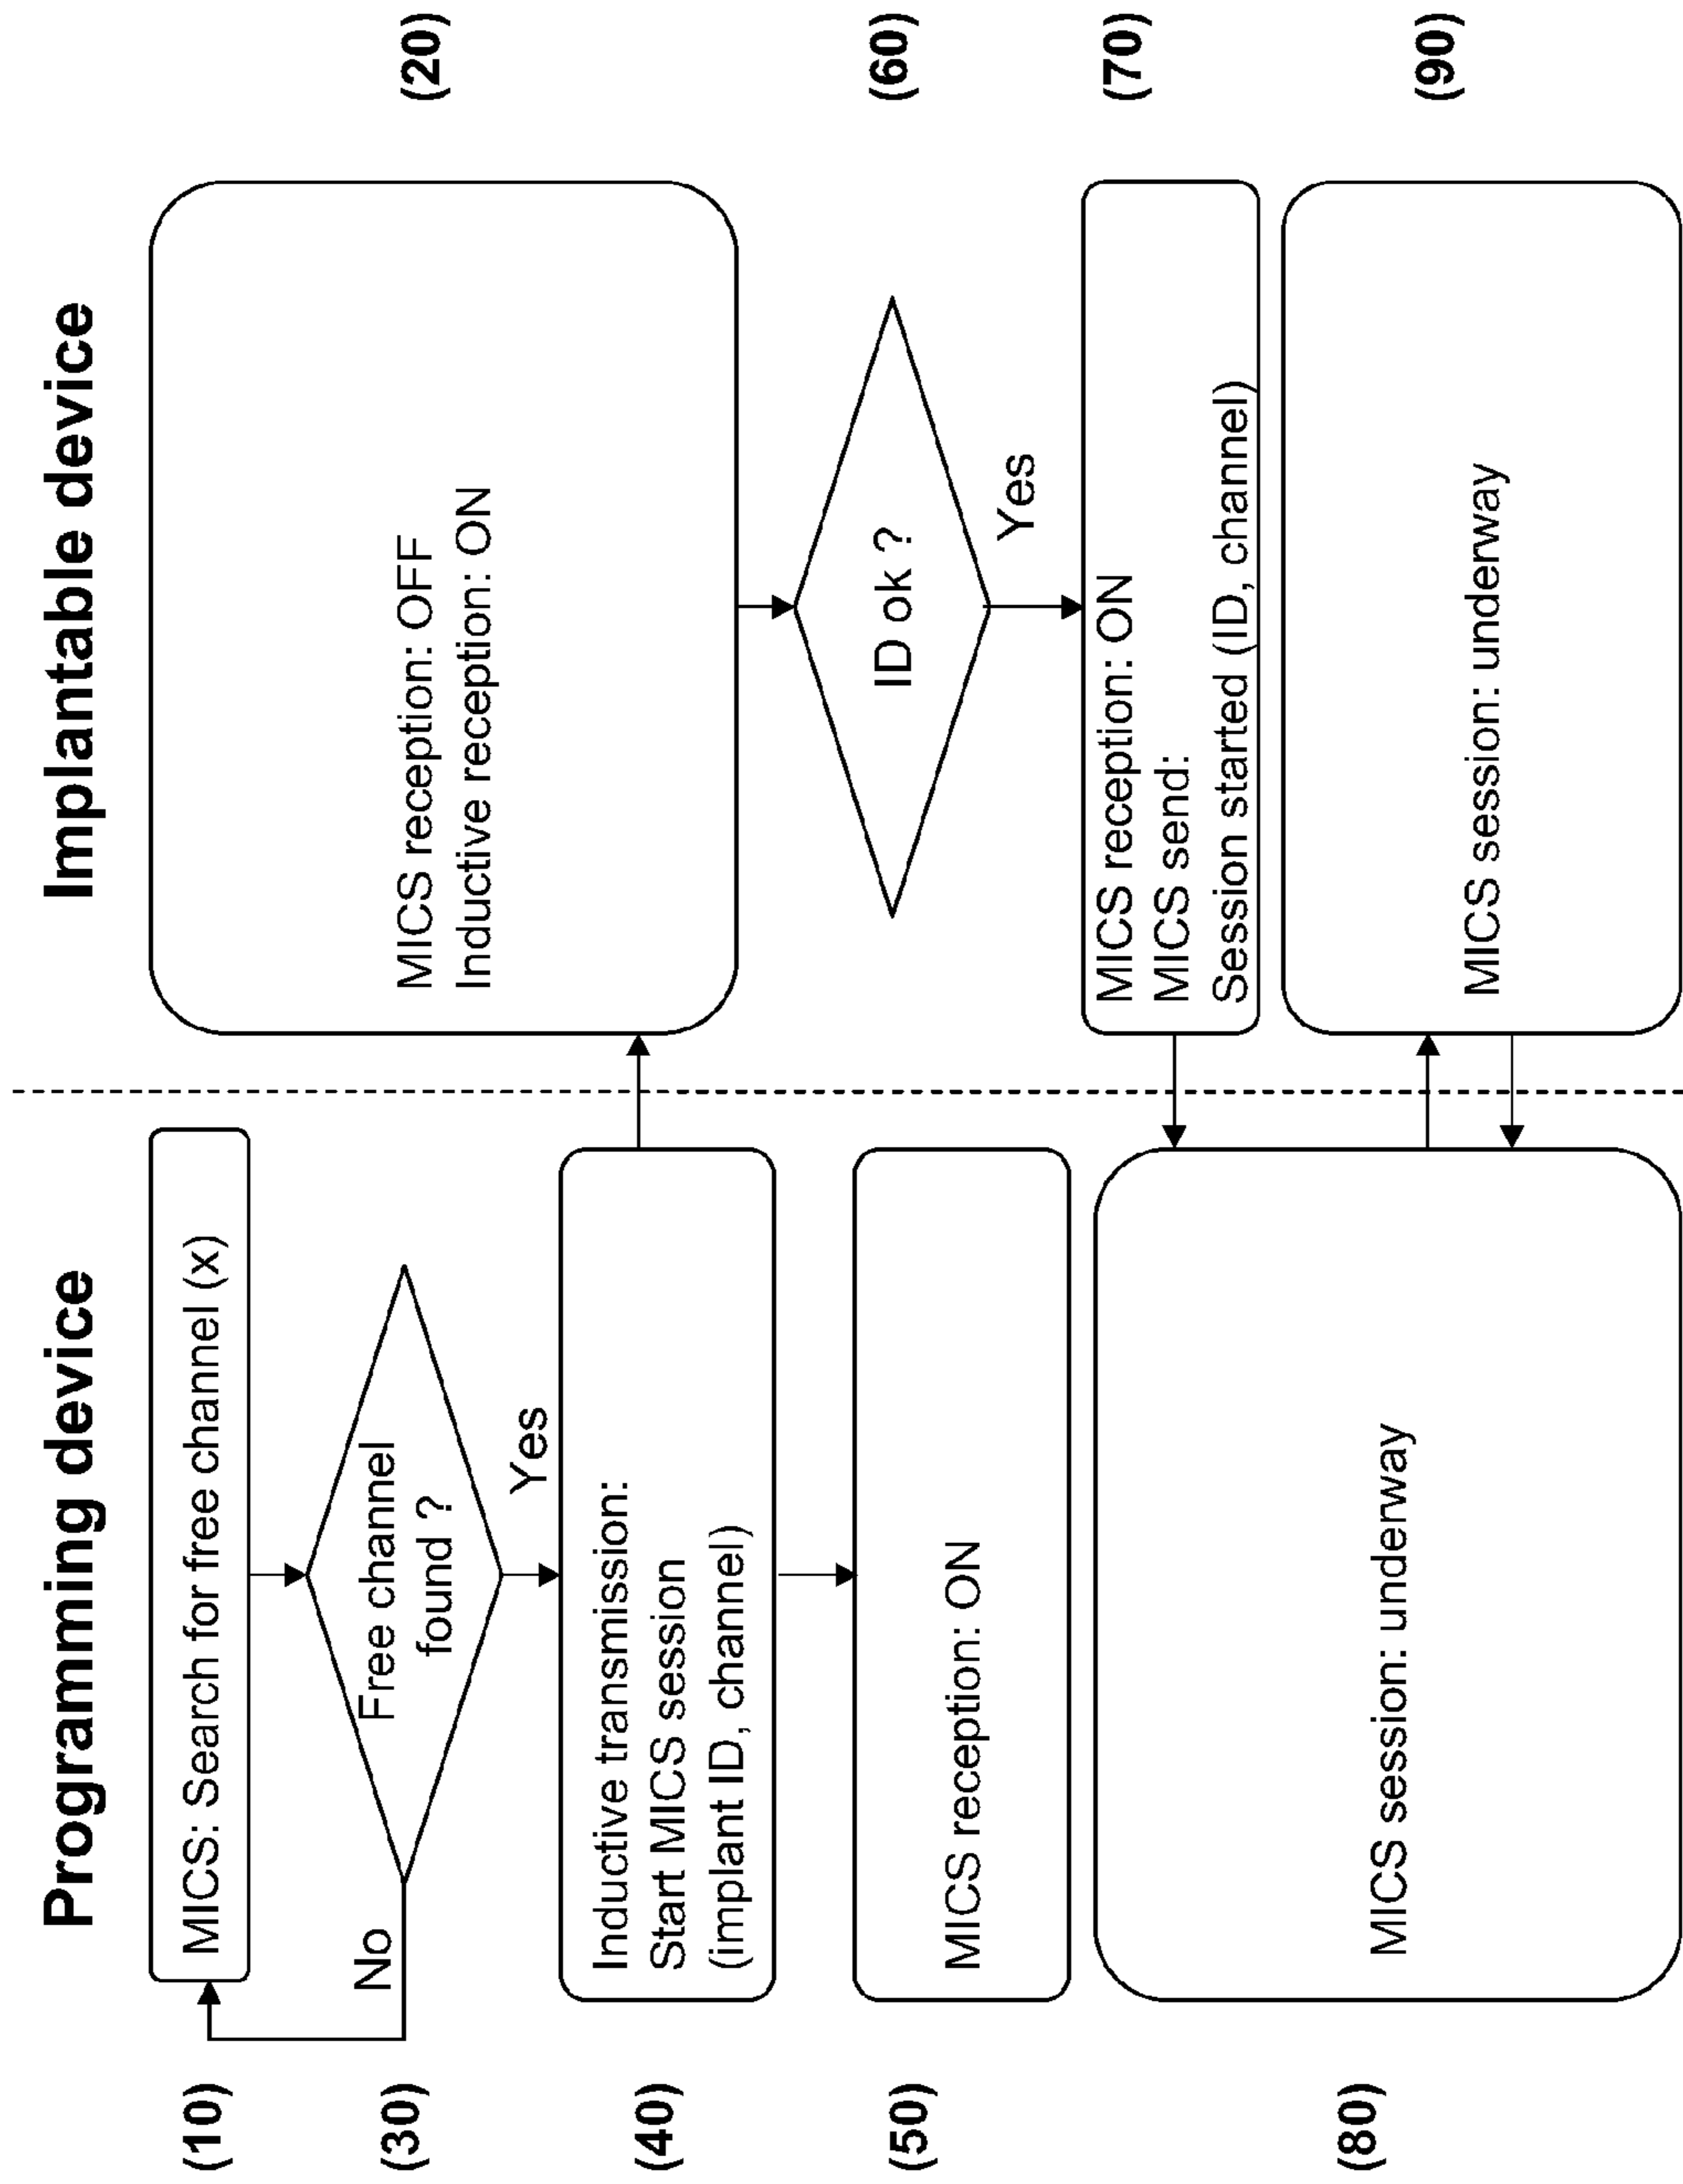 Programming device
Implantable device
(10)
MICS: Search for free channel (x)
(30)
Free channel
found ?
No
Yes
(40)
Inductive transmission:
Start MICS session
(implant ID, channel)
(50)
MICS reception: ON
(80)
MICS session: underway
MICS reception: OFF
Inductive reception: ON
(20)
ID ok ?
(60)
Yes
MICS reception: ON
MICS send:
Session started (ID, channel)
(70)
MICS session: underway
(90)